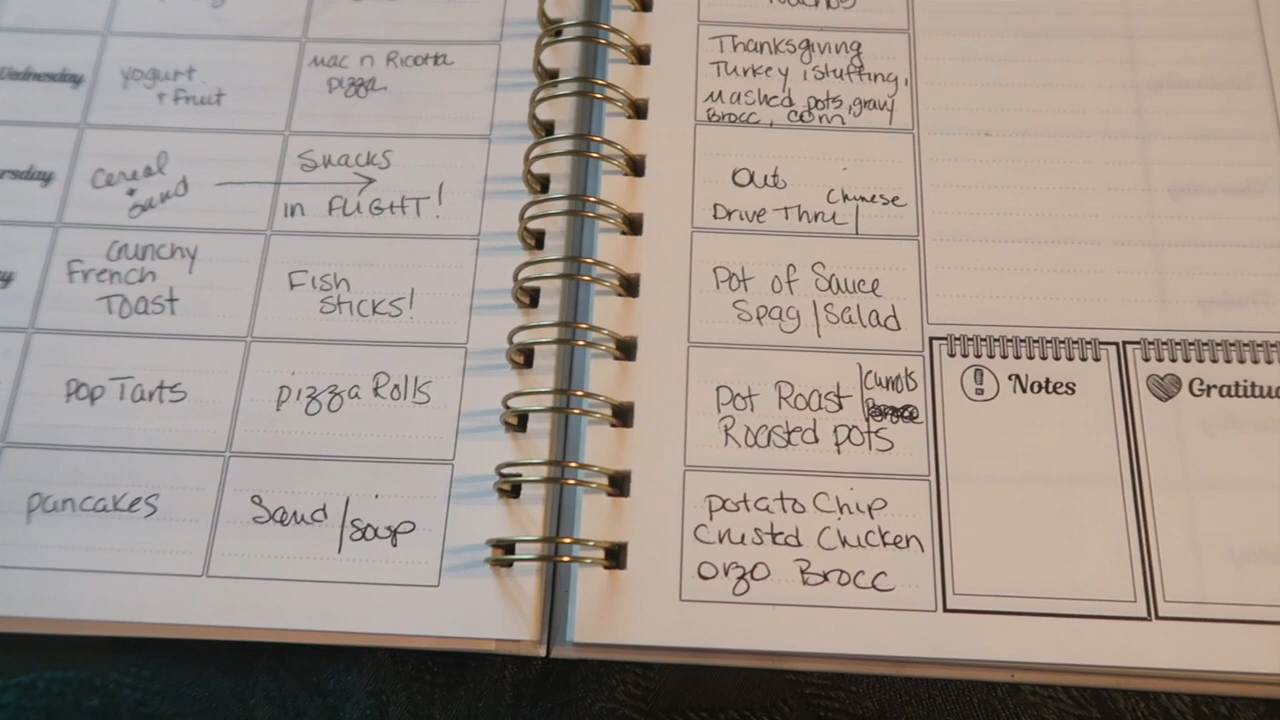 Wednesday
yogurt
+ fruit
Mac n Ricotta
pizza
cereal
+
Sand
Snacks
in FLIGHT!
Crunchy
French
Toast
Fish
Sticks!
Pop Tarts
pizza Rolls
pancakes
Sand/soup
Nachos
Thanksgiving
Turkey, stuffing,
Mashed pots, gravy
Brocc, corn
Out
Drive Thru/
Chinese
Pot of Sauce
Spag/Salad
Pot Roast/
Roasted pots
Carrots
Potato Chip
Crusted Chicken
Orzo Brocc
Notes